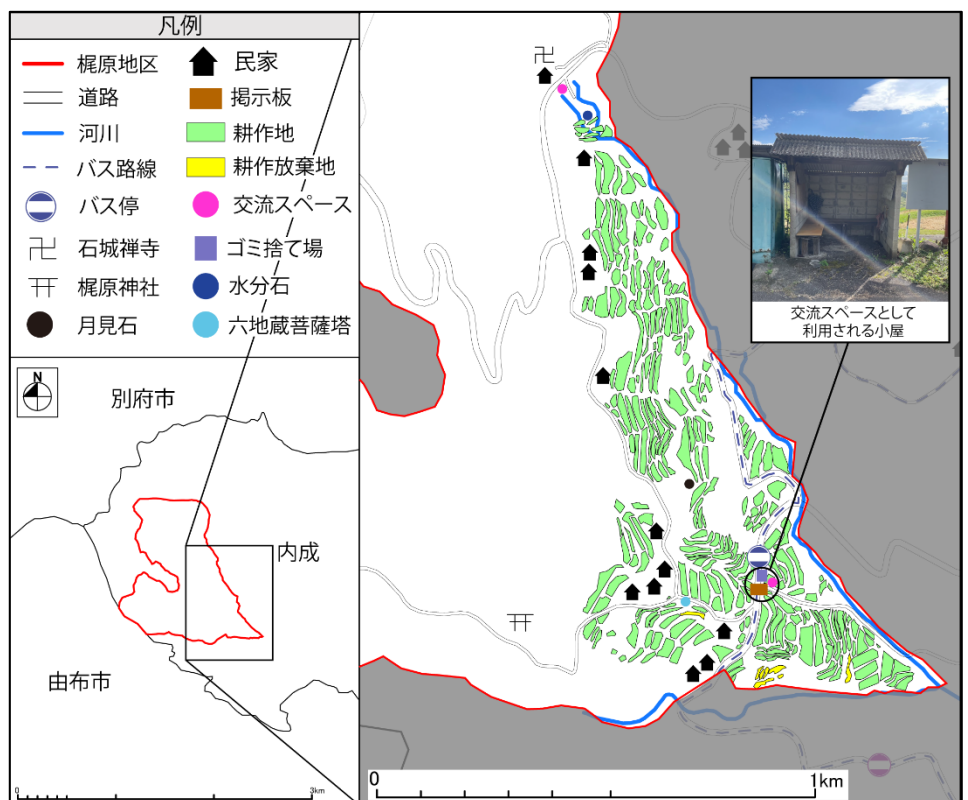 凡例
梶原地区
民家
道路
掲示板
河川
耕作地
バス路線
耕作放棄地
バス停
交流スペース
石城禅寺
ゴミ捨て場
梶原神社
水分石
月見石
六地蔵菩薩塔
N
別府市
内成
由布市
0 3km
交流スペースとして
利用される小屋
0 1km